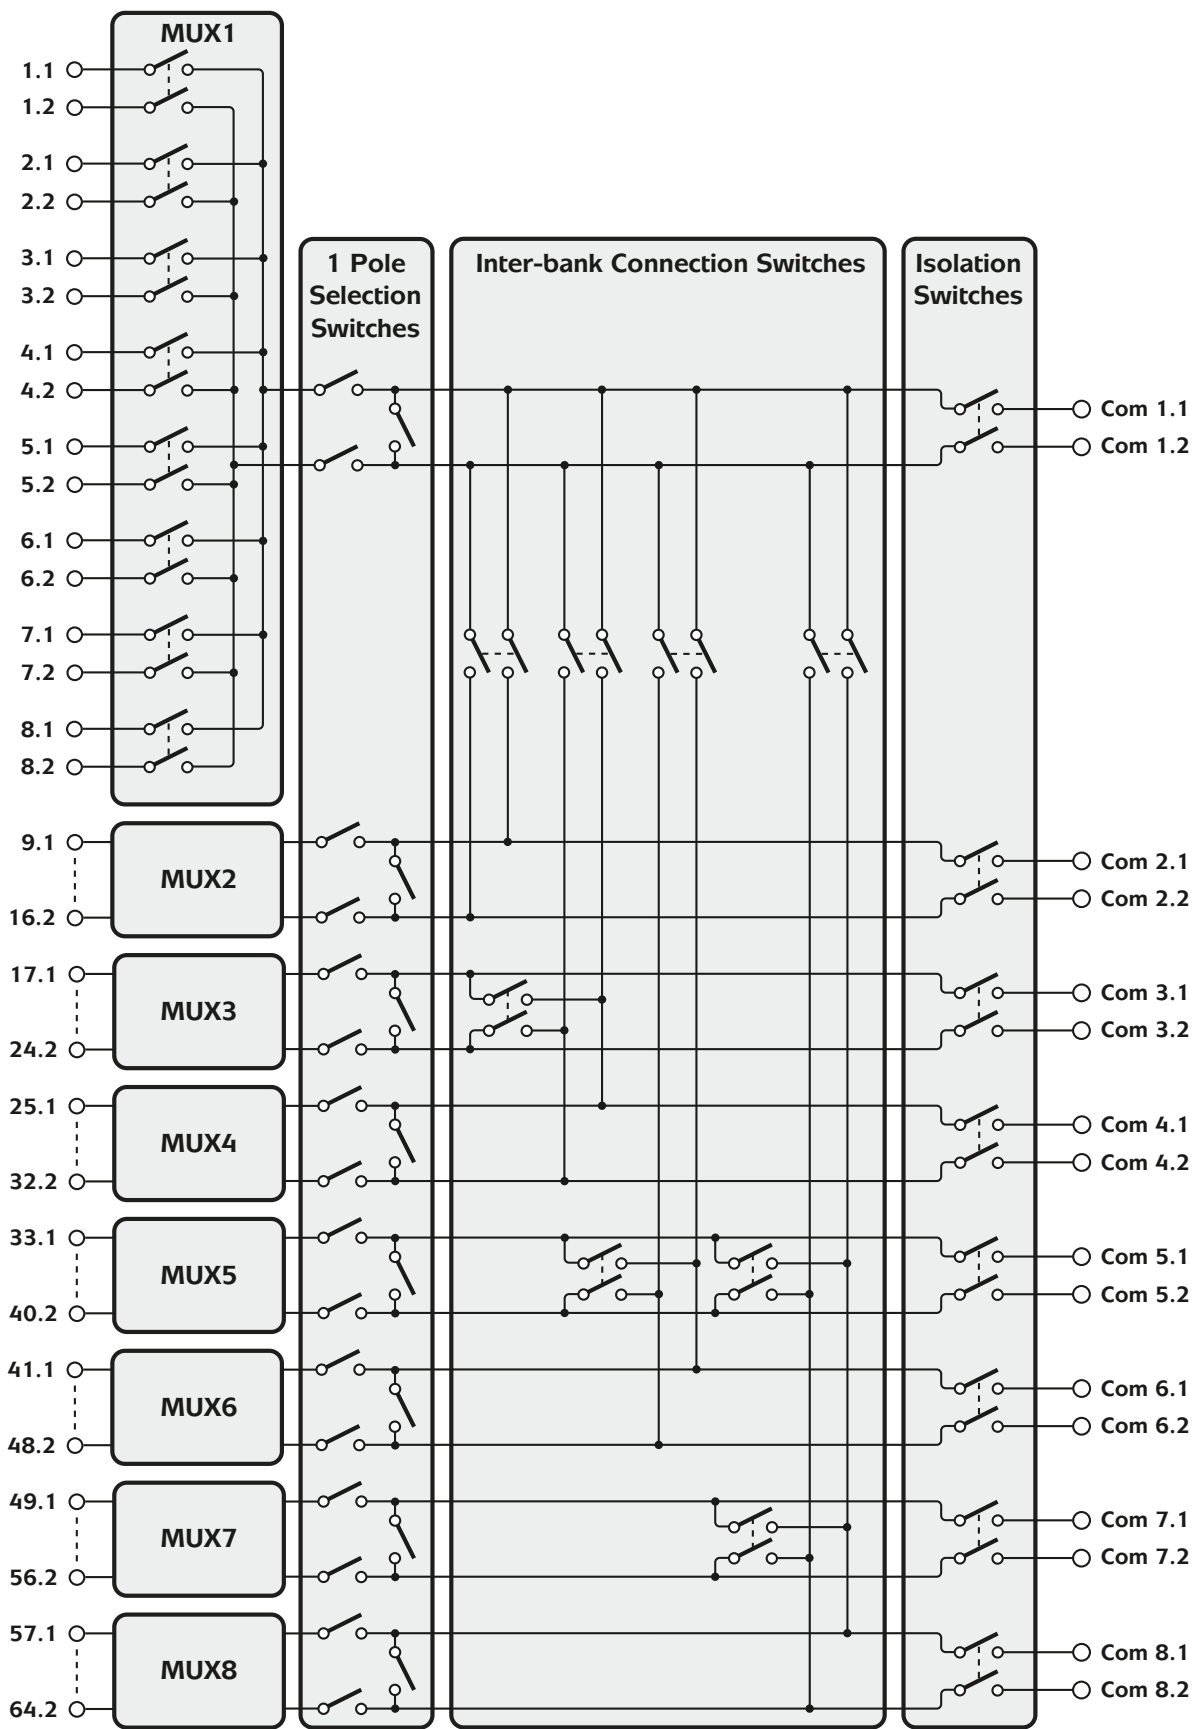 MUX1
1.1
1.2
2.1
2.2
3.1
3.2
4.1
4.2
5.1
5.2
6.1
6.2
7.1
7.2
8.1
8.2
1 Pole
Selection
Switches
Inter-bank Connection Switches
Isolation
Switches
Com 1.1
Com 1.2
9.1
16.2
MUX2
Com 2.1
Com 2.2
17.1
24.2
MUX3
Com 3.1
Com 3.2
25.1
32.2
MUX4
Com 4.1
Com 4.2
33.1
40.2
MUX5
Com 5.1
Com 5.2
41.1
48.2
MUX6
Com 6.1
Com 6.2
49.1
56.2
MUX7
Com 7.1
Com 7.2
57.1
64.2
MUX8
Com 8.1
Com 8.2